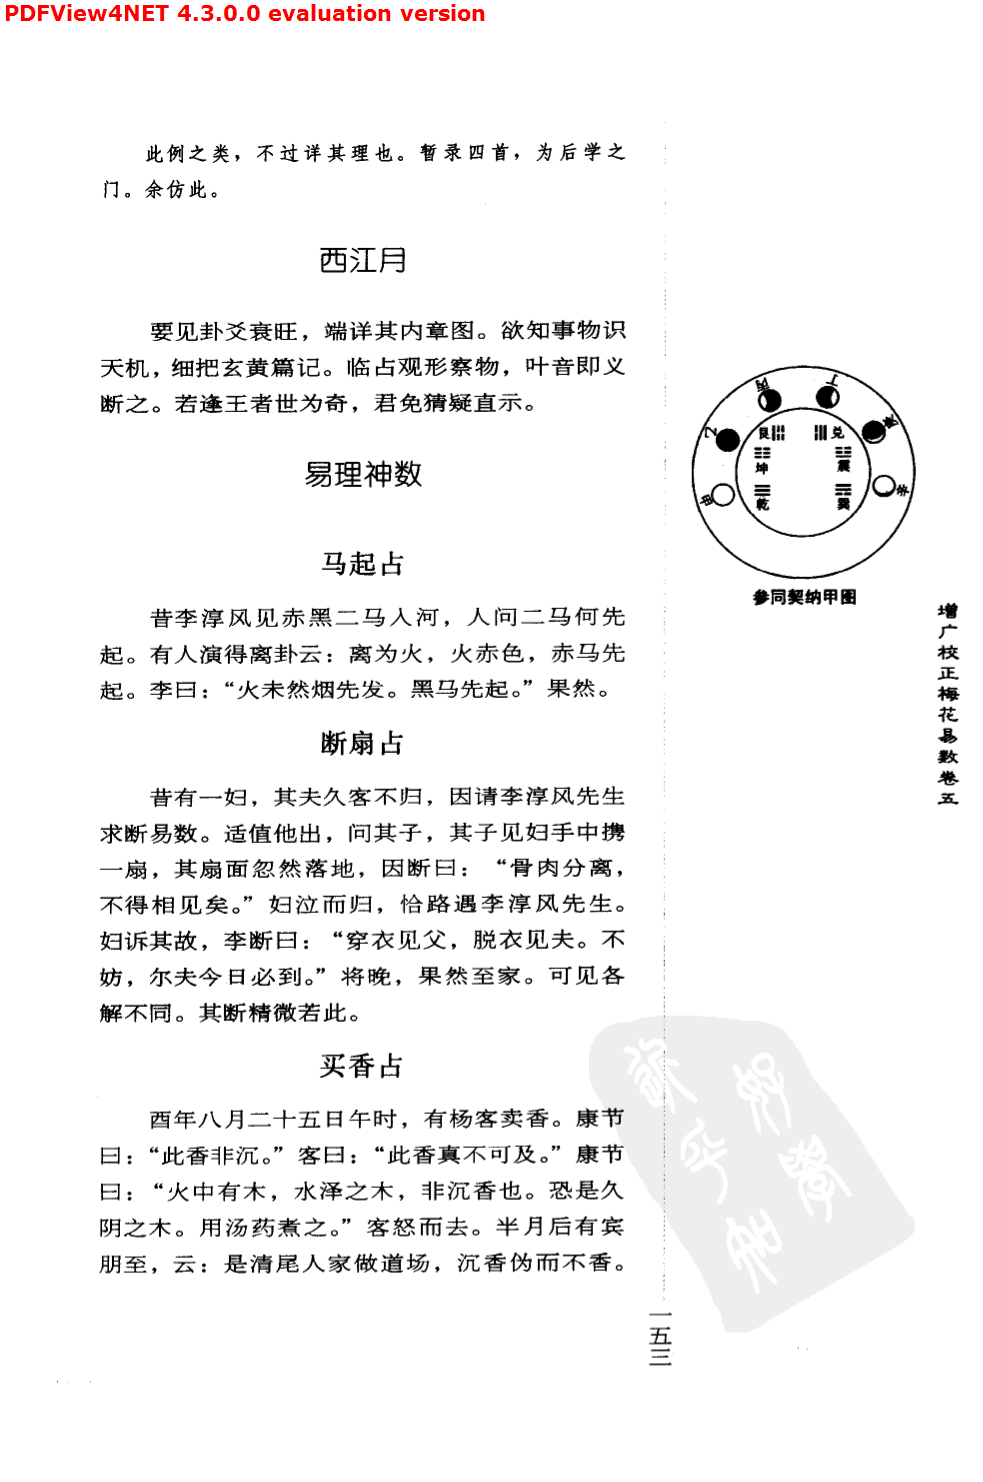 PDFView4NET 4.3.0.0 evaluation version
此例之类，不过详其理也。暂录四首，为后学之
门。余仿此。
西江月
要见卦爻衰旺，端详其内章图。欲知事物识
天机，细把玄黄篇记。临占观形察物，叶音即义
断之。若逢王者世为奇，君免猜疑直示。
易理神数
马起占
昔李淳风见赤黑二马入河，人问二马何先
起。有人演得离卦云：离为火，火赤色，赤马先
起。李曰：“火未然烟先发。黑马先起。”果然。
断扇占
昔有一妇，其夫久客不归，因请李淳风先生
求断易数。适值他出，问其子，其子见妇手中携
一扇，其扇面忽然落地，因断曰：“骨肉分离，
不得相见矣。”妇泣而归，恰路遇李淳风先生。
妇诉其故，李断曰：“穿衣见父，脱衣见夫。不
妨，尔夫今日必到。”将晚，果然至家。可见各
解不同。其断精微若此。
买香占
酉年八月二十五日午时，有杨客卖香。康节
曰：“此香非沉。”客曰：“此香真不可及。”康节
曰：“火中有木，水泽之木，非沉香也。恐是久
阴之木。用汤药煮之。”客怒而去。半月后有宾
朋至，云：是清尾人家做道场，沉香伪而不香。
丙
丁
乙
庚
艮
兑
坤
震
甲
辛
乾
巽
参同契纳甲图
增广校正梅花易数卷五
一五三